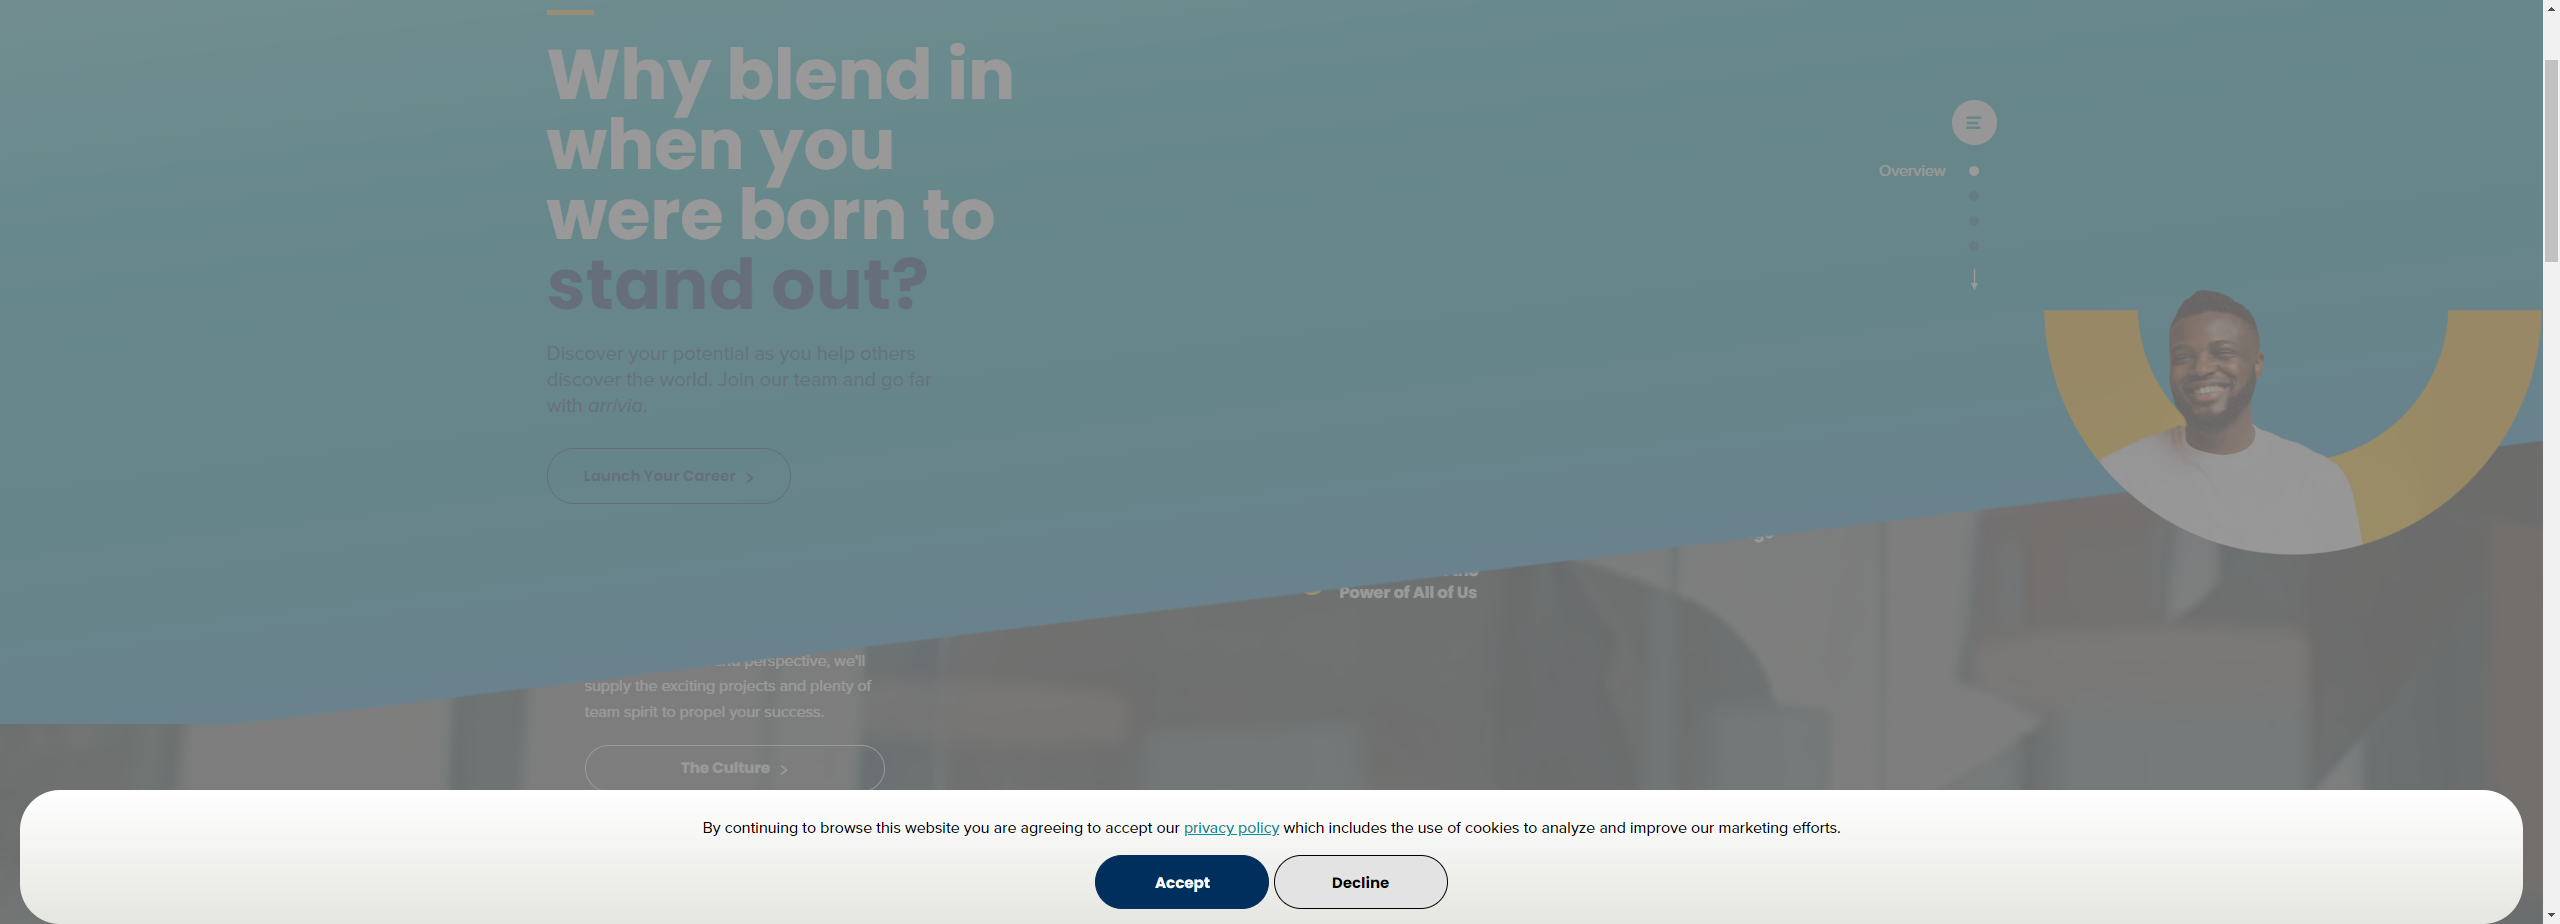 Why blend in
when you
were born to
stand out?
Overview
Discover your potential as you help others
discover the world. Join our team and go far
with arrivia.
Launch Your Career
Power of All of Us
perspective, we'll
supply the exciting projects and plenty of
team spirit to propel your success.
The Culture
By continuing to browse this website you are agreeing to accept our privacy policy which includes the use of cookies to analyze and improve our marketing efforts.
Accept
Decline